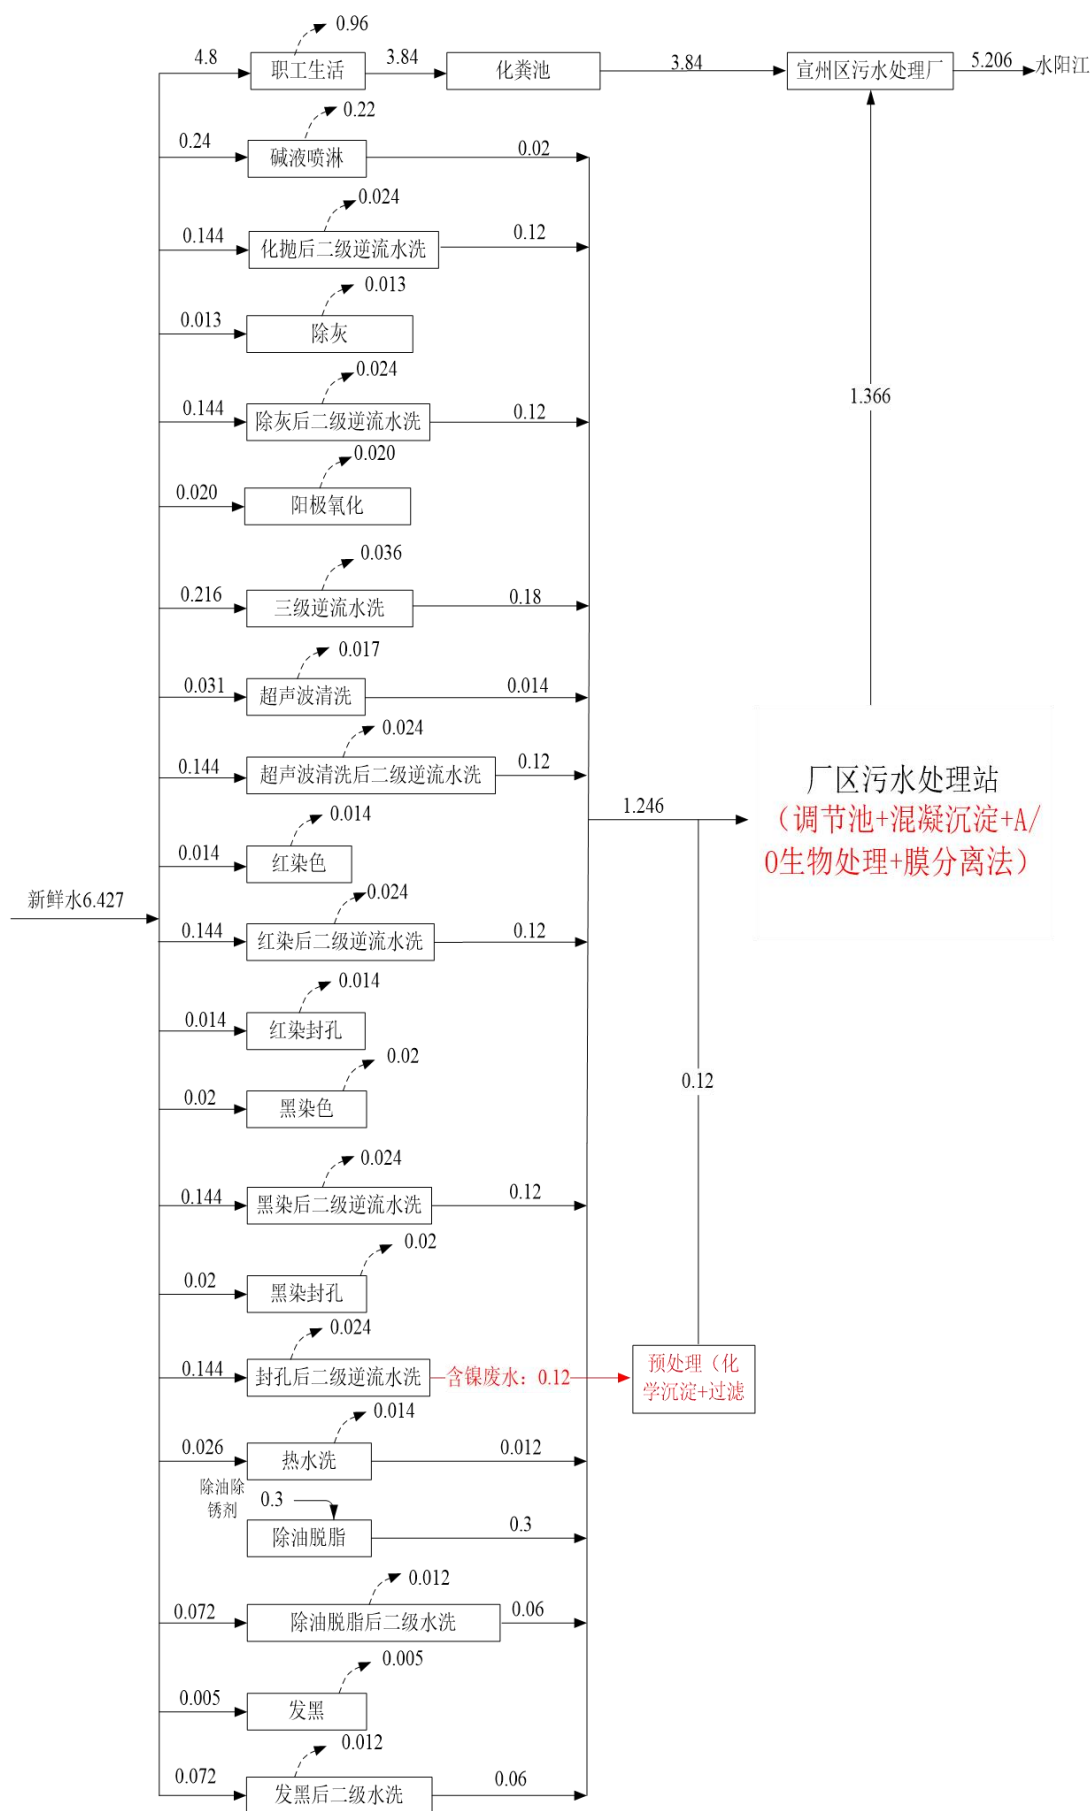 0.96
4.8
职工生活
3.84
化粪池
3.84
宣州区污水处理厂
5.206
水阳江
0.22
0.24
碱液喷淋
0.02
0.024
0.144
化抛后二级逆流水洗
0.12
0.013
0.013
除灰
0.024
0.144
除灰后二级逆流水洗
0.12
1.366
0.020
0.020
阳极氧化
0.036
0.216
三级逆流水洗
0.18
0.017
0.031
超声波清洗
0.014
0.024
0.144
超声波清洗后二级逆流水洗
0.12
厂区污水处理站
（调节池+混凝沉淀+A/
O生物处理+膜分离法）
1.246
0.014
0.014
红染色
新鲜水6.427
0.024
0.144
红染后二级逆流水洗
0.12
0.014
0.014
红染封孔
0.02
0.02
黑染色
0.12
0.024
0.144
黑染后二级逆流水洗
0.12
0.02
0.02
黑染封孔
0.024
0.144
封孔后二级逆流水洗
含镍废水：0.12
预处理（化
学沉淀+过滤
0.014
0.026
热水洗
0.012
除油除
锈剂
0.3
除油脱脂
0.3
0.012
0.072
除油脱脂后二级水洗
0.06
0.005
0.005
发黑
0.012
0.072
发黑后二级水洗
0.06